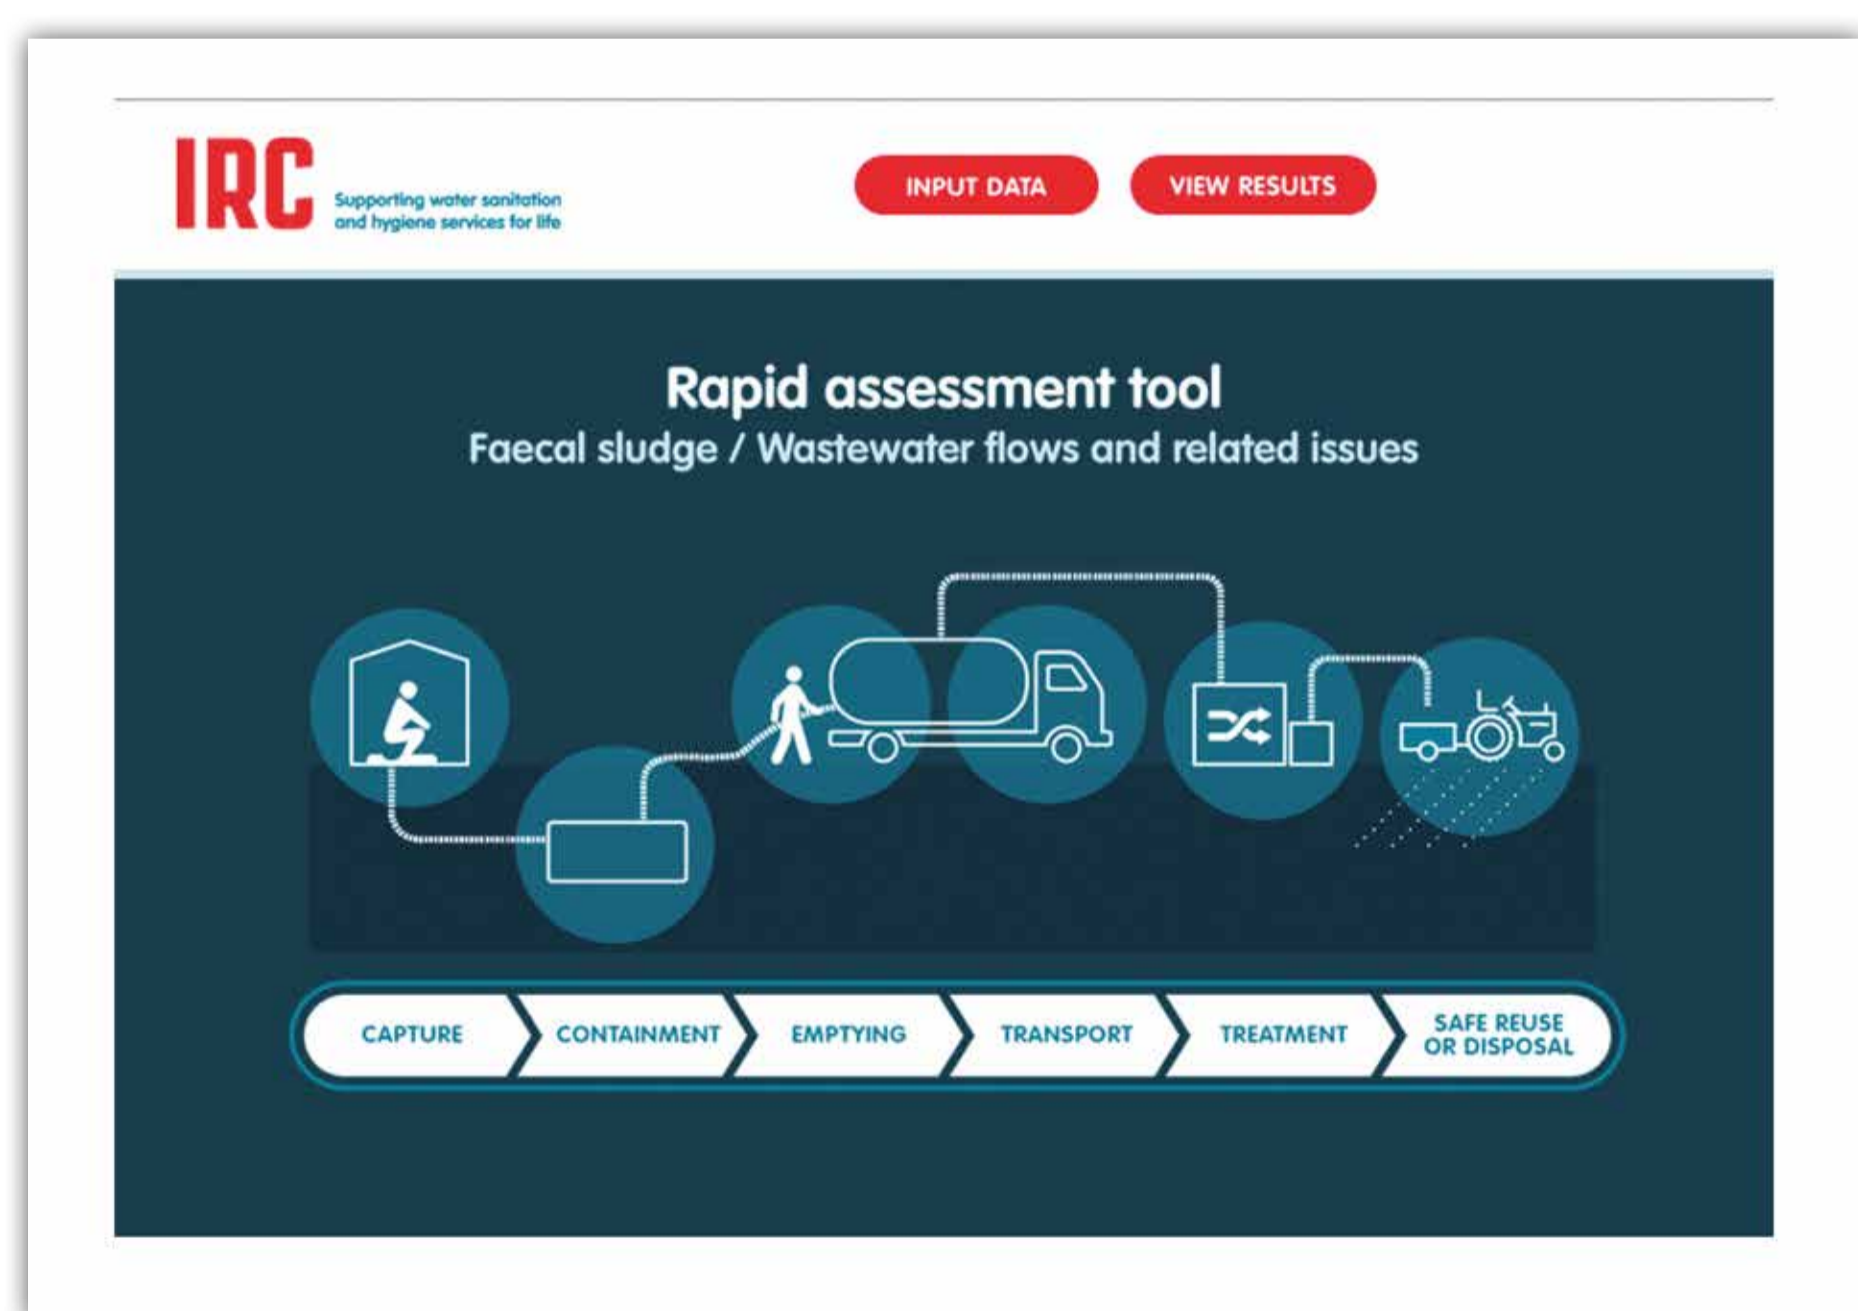 IRC
Supporting water sanitation
and hygiene services for life
INPUT DATA
VIEW RESULTS
Rapid assessment tool
Faecal sludge / Wastewater flows and related issues
CAPTURE
CONTAINMENT
EMPTYING
TRANSPORT
TREATMENT
SAFE REUSE
OR DISPOSAL